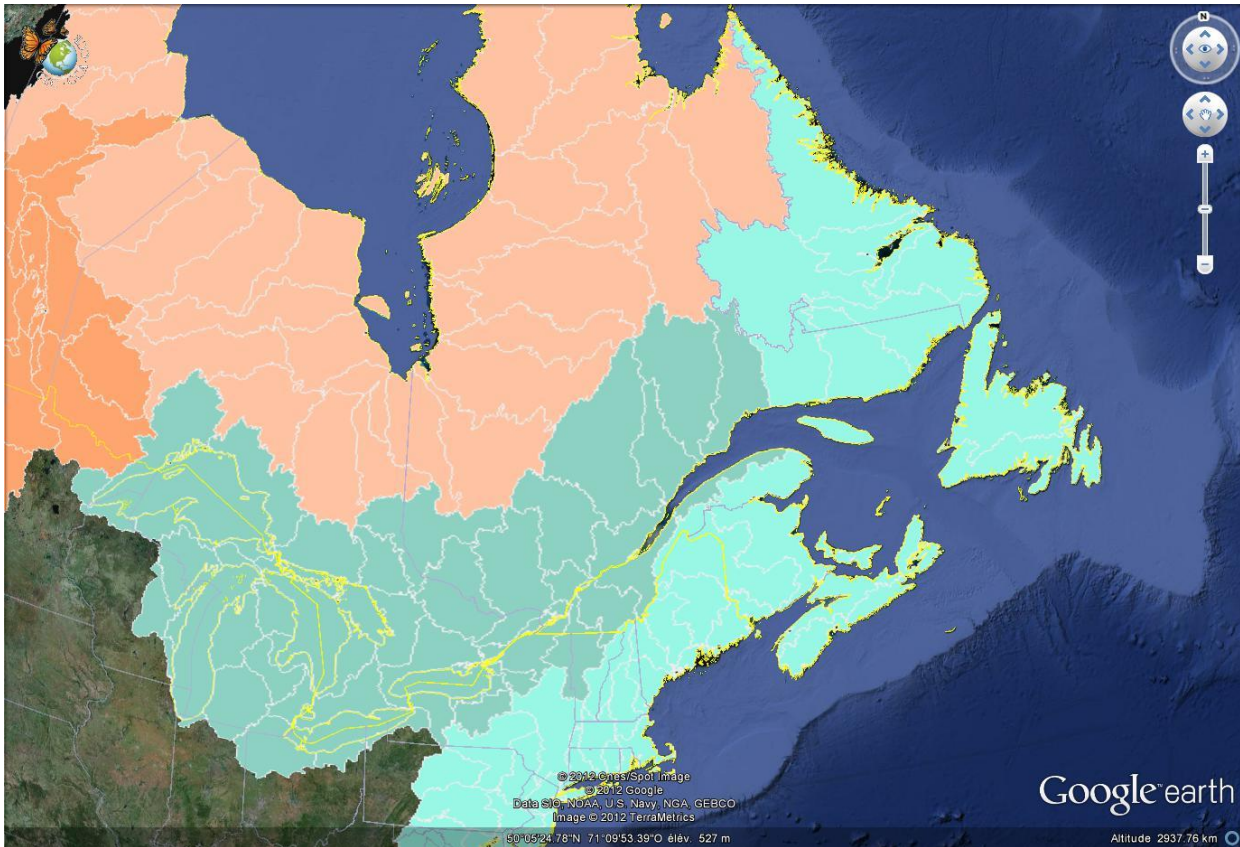 N
© 2012 Cnes/Spot Image
© 2012 Google
Data SIO, NOAA, U.S. Navy, NGA, GEBCO
Image © 2012 TerraMetrics
Google earth
50°05'24.78"N 71°09'53.39"O élév. 527 m
Altitude 2937.76 km